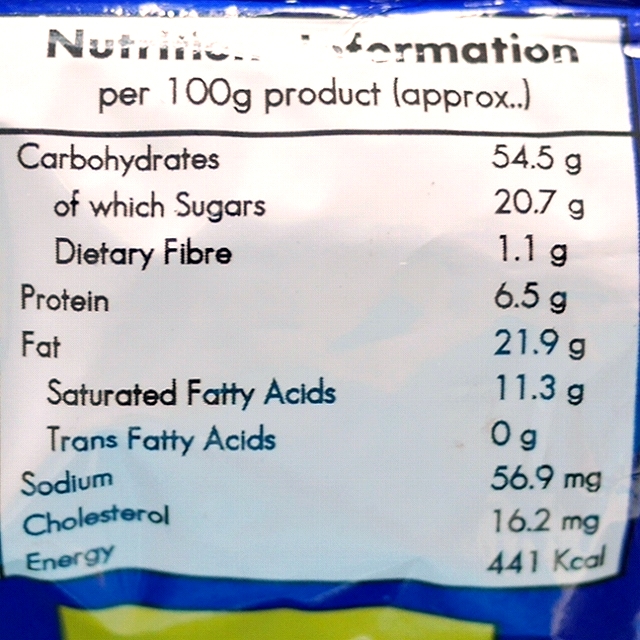 Nutrition Information
per 100g product (approx..)
Carbohydrates 54.5 g
of which Sugars 20.7 g
Dietary Fibre 1.1 g
Protein 6.5 g
Fat 21.9 g
Saturated Fatty Acids 11.3 g
Trans Fatty Acids 0 g
Sodium 56.9 mg
Cholesterol 16.2 mg
Energy 441 Kcal